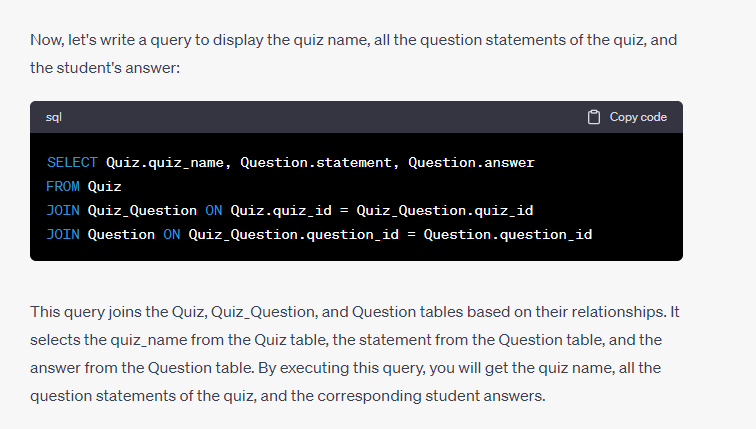 Now, let's write a query to display the quiz name, all the question statements of the quiz, and
the student's answer:
sql
Copy code
SELECT Quiz.quiz_name, Question.statement, Question.answer
FROM Quiz
JOIN Quiz_Question ON Quiz.quiz_id = Quiz_Question.quiz_id
JOIN Question ON Quiz_Question.question_id = Question.question_id
This query joins the Quiz, Quiz_Question, and Question tables based on their relationships. It
selects the quiz_name from the Quiz table, the statement from the Question table, and the
answer from the Question table. By executing this query, you will get the quiz name, all the
question statements of the quiz, and the corresponding student answers.